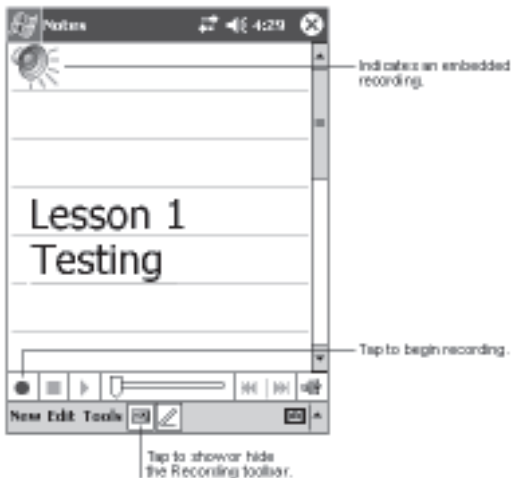 Notes 4:29
Indicates an embedded
recording.
Lesson 1
Testing
Tap to begin recording.
New Edit Tools
Tap to show or hide
the Recording toolbar.